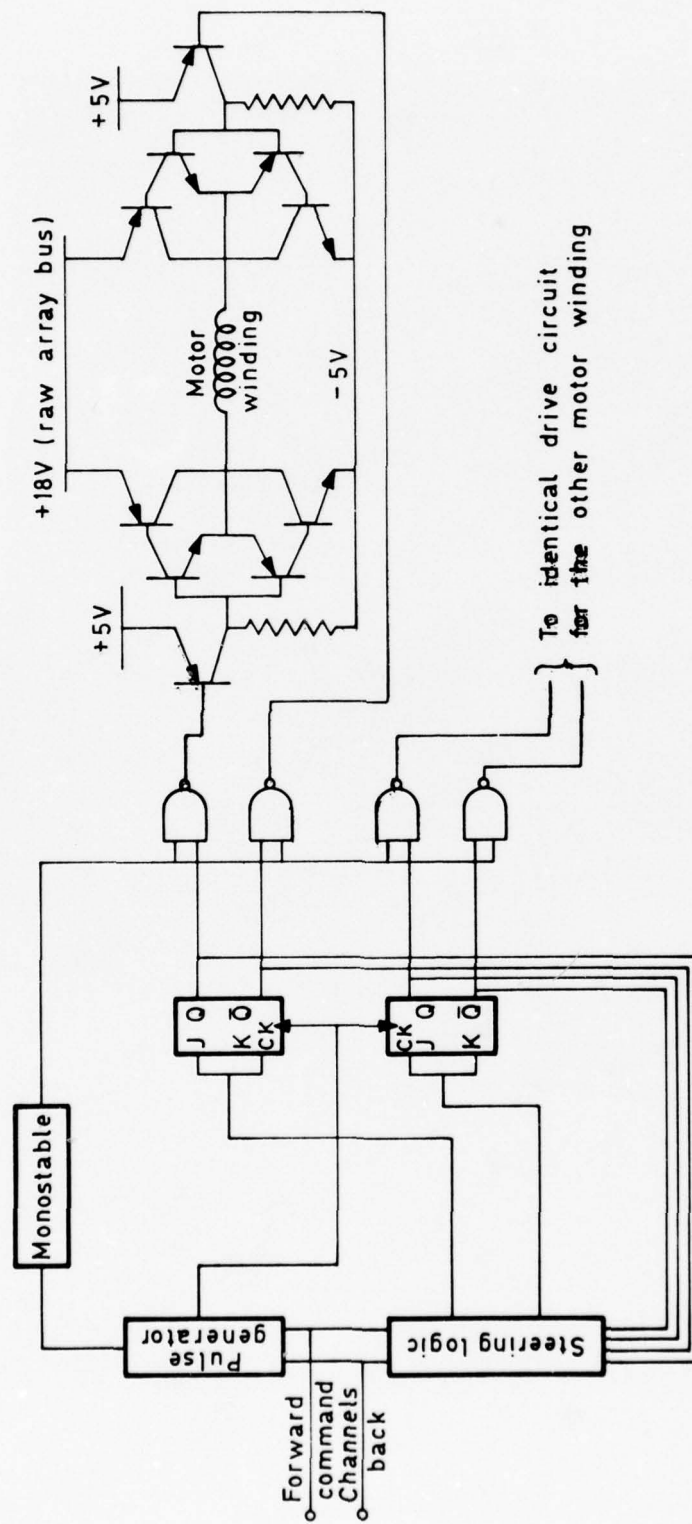 Forward
command
Channels
back
Pulse
generator
Steering logic
Monostable
J Q
K Q̅
CK
CK
J Q
K Q̅
+5V
+18V (raw array bus)
Motor
winding
-5V
+5V
To identical drive circuit
for the other motor winding